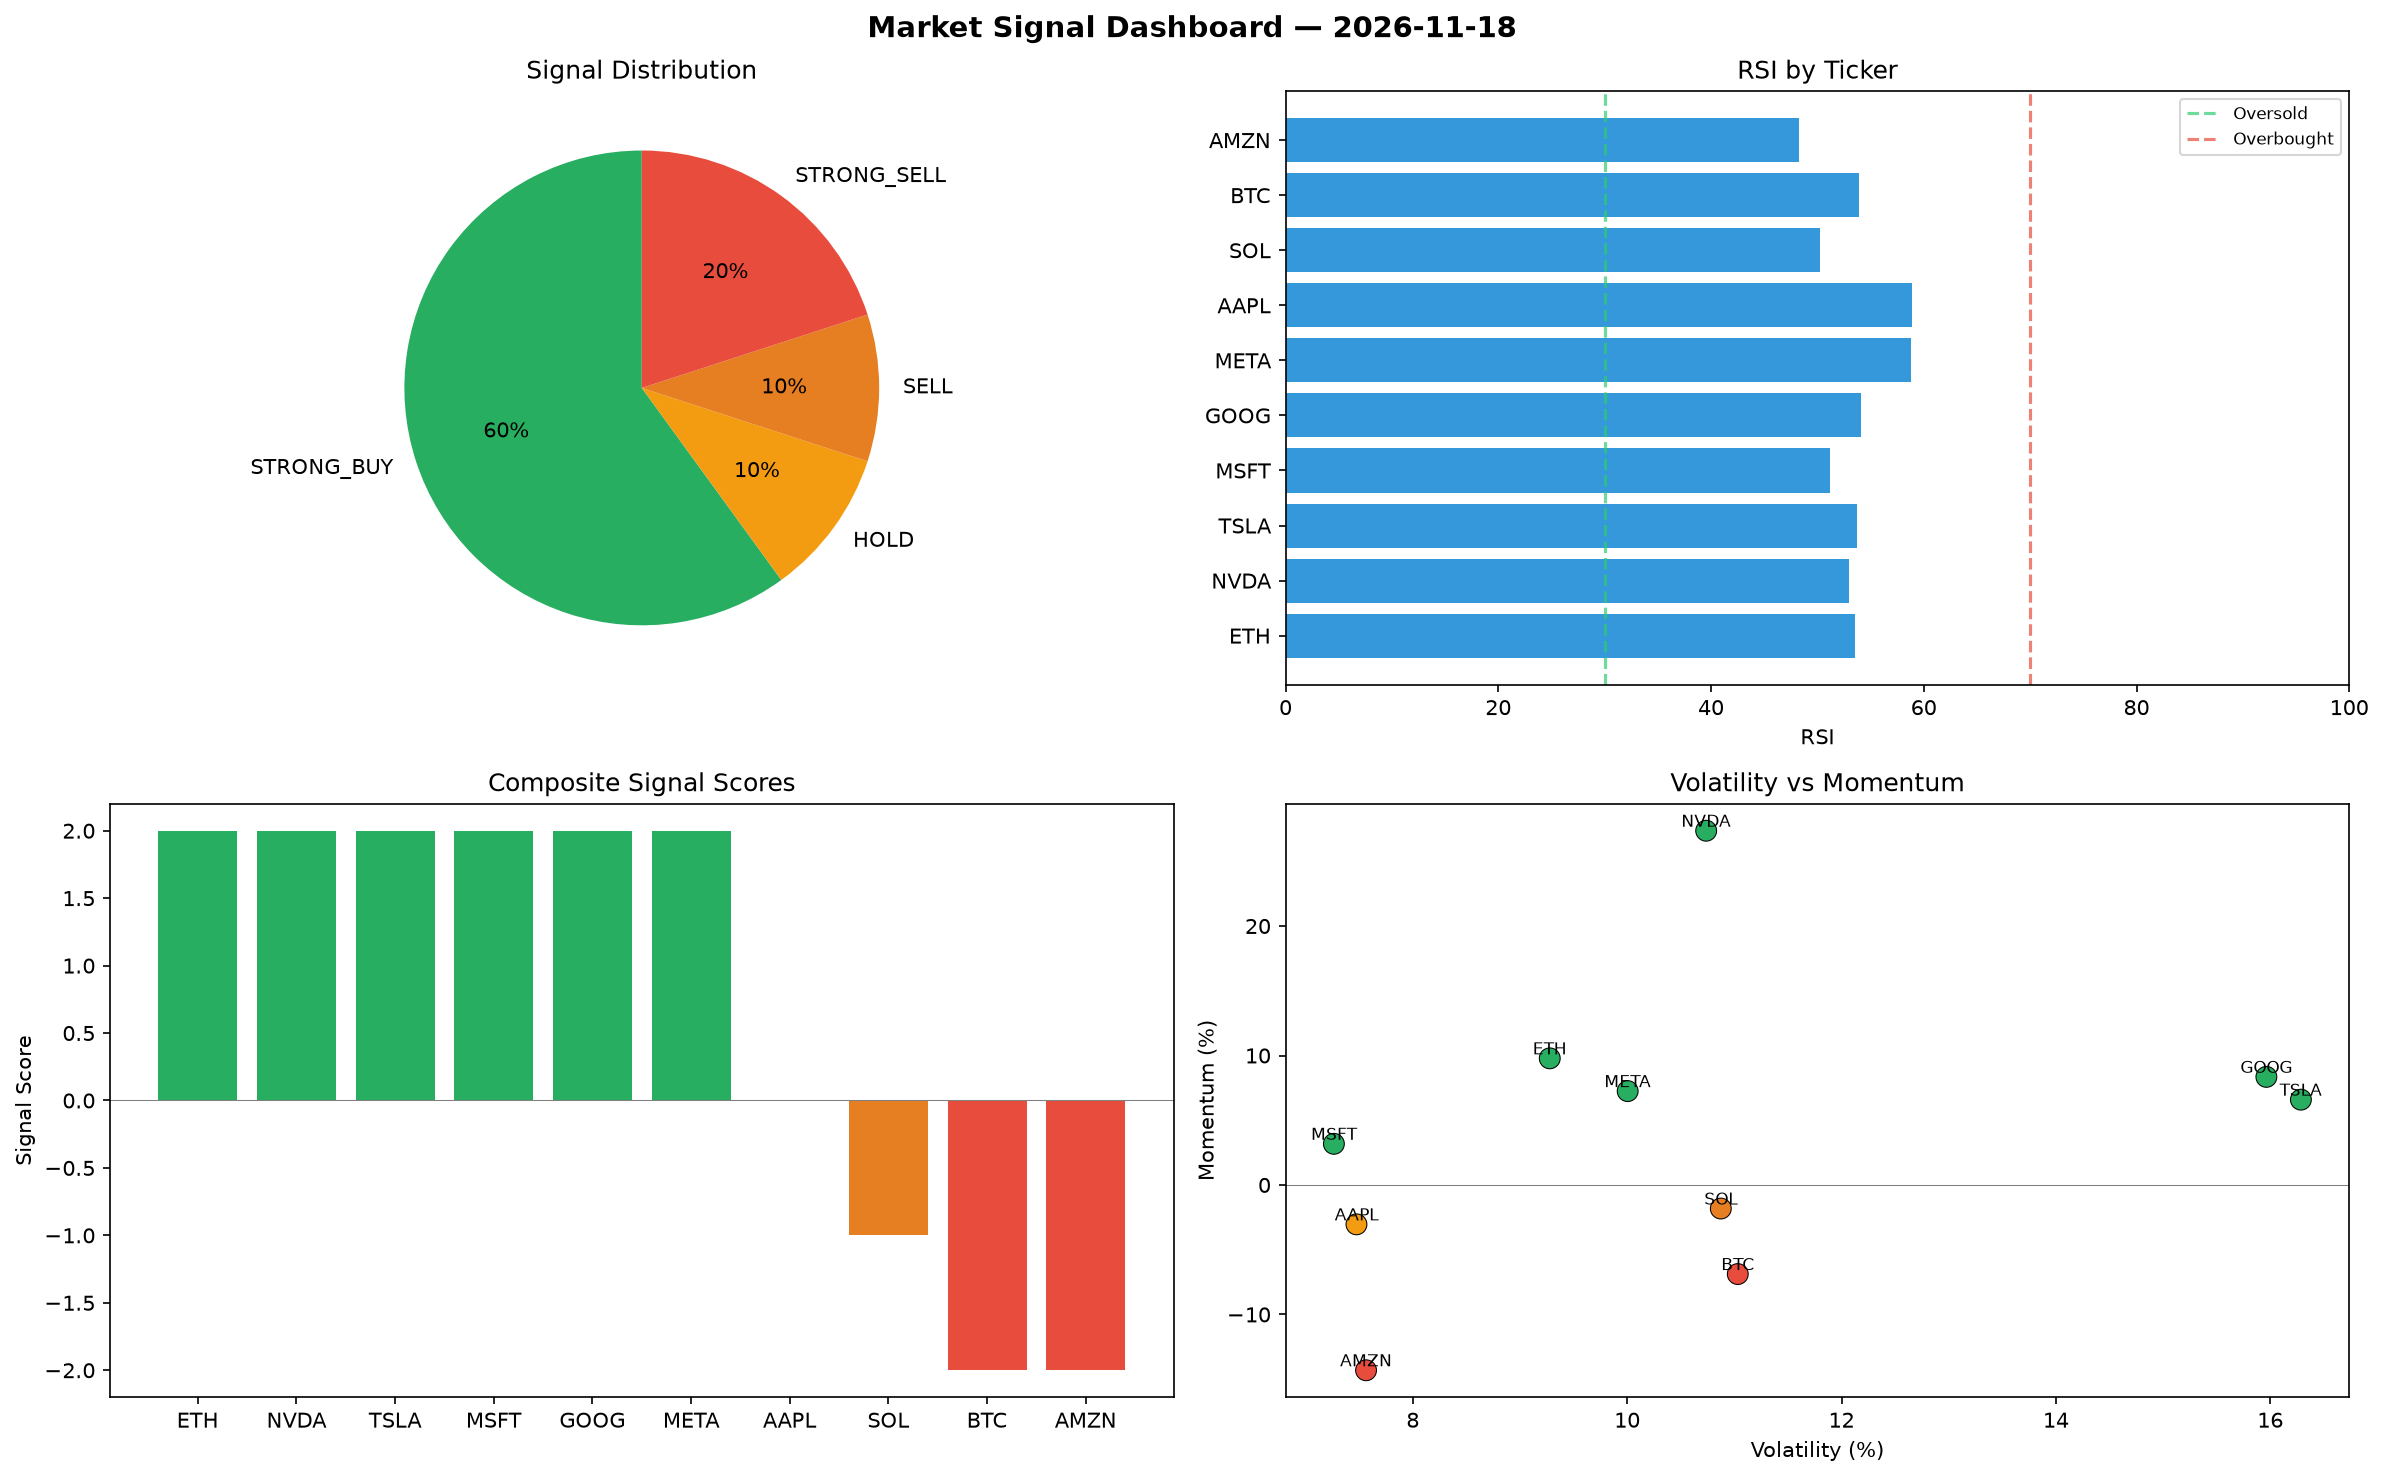 Market Signal Dashboard — 2026-11-18
Signal Distribution
STRONG_SELL
20%
SELL
10%
10%
HOLD
60%
STRONG_BUY
RSI by Ticker
Oversold
Overbought
AMZN
BTC
SOL
AAPL
META
GOOG
MSFT
TSLA
NVDA
ETH
0 20 40 60 80 100
RSI
Composite Signal Scores
Signal Score
2.0
1.5
1.0
0.5
0.0
−0.5
−1.0
−1.5
−2.0
ETH NVDA TSLA MSFT GOOG META AAPL SOL BTC AMZN
Volatility vs Momentum
Momentum (%)
20
10
0
−10
NVDA
ETH
META
GOOG
TSLA
MSFT
SOL
AAPL
BTC
AMZN
8 10 12 14 16
Volatility (%)